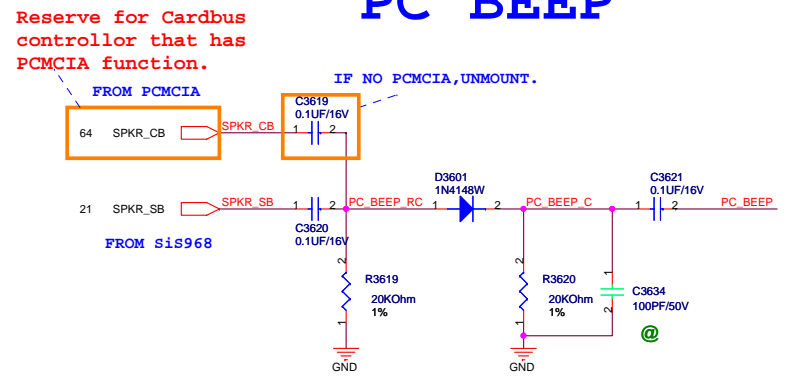 PC BEEP
Reserve for Cardbus
controllor that has
PCMCIA function.
FROM PCMCIA
IF NO PCMCIA,UNMOUNT.
C3619
0.1UF/16V
64 SPKR_CB SPKR_CB 1 2
D3601
1N4148W
C3621
0.1UF/16V
21 SPKR_SB SPKR_SB 1 2 PC_BEEP_RC 1 2 PC_BEEP_C 1 2 PC_BEEP
FROM SiS968
C3620
0.1UF/16V
2 R3619
20KOhm
1%
1
GND
2 R3620
20KOhm
1%
1
GND
1 C3634
100PF/50V
2
@